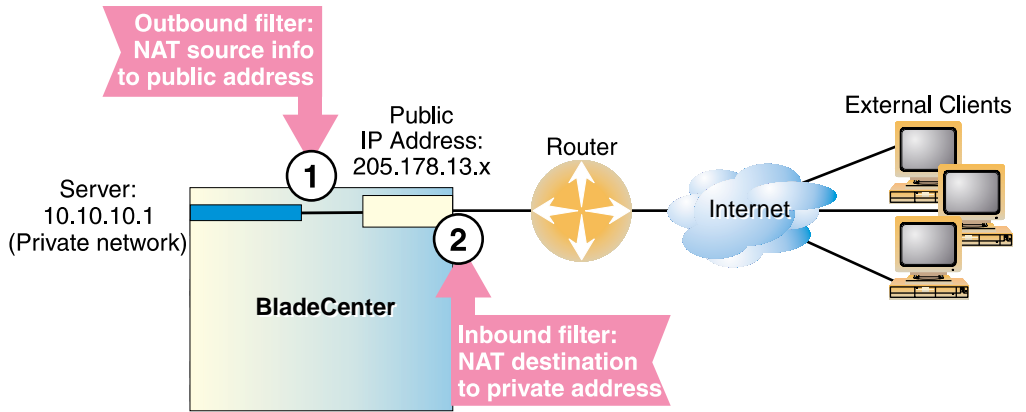 Outbound filter:
NAT source info
to public address
Public
IP Address:
205.178.13.x
Router
External Clients
1
Server:
10.10.10.1
(Private network)
2
Internet
BladeCenter
Inbound filter:
NAT destination
to private address